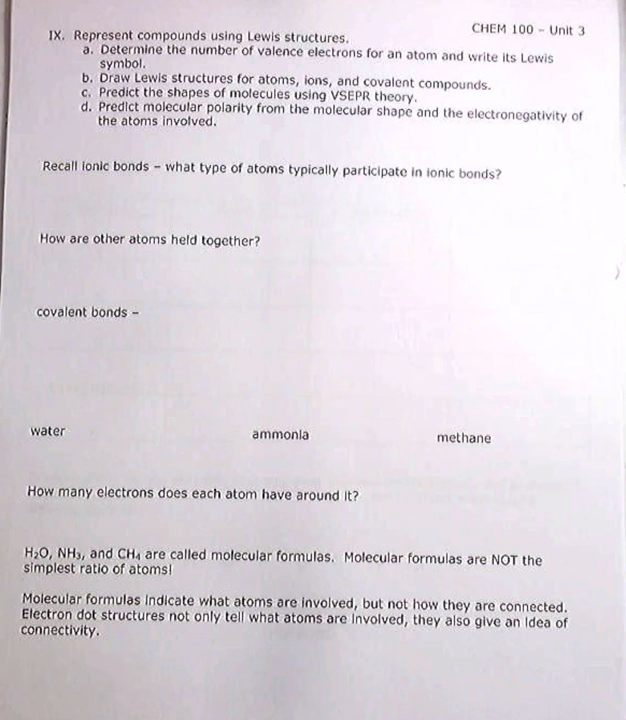 CHEM 100 - Unit 3
IX. Represent compounds using Lewis structures.
a. Determine the number of valence electrons for an atom and write its Lewis
symbol.
b. Draw Lewis structures for atoms, ions, and covalent compounds.
c. Predict the shapes of molecules using VSEPR theory.
d. Predict molecular polarity from the molecular shape and the electronegativity of
the atoms involved.
Recall ionic bonds – what type of atoms typically participate in ionic bonds?
How are other atoms held together?
covalent bonds –
water ammonia methane
How many electrons does each atom have around it?
H₂O, NH₃, and CH₄ are called molecular formulas. Molecular formulas are NOT the
simplest ratio of atoms!
Molecular formulas indicate what atoms are involved, but not how they are connected.
Electron dot structures not only tell what atoms are involved, they also give an idea of
connectivity.